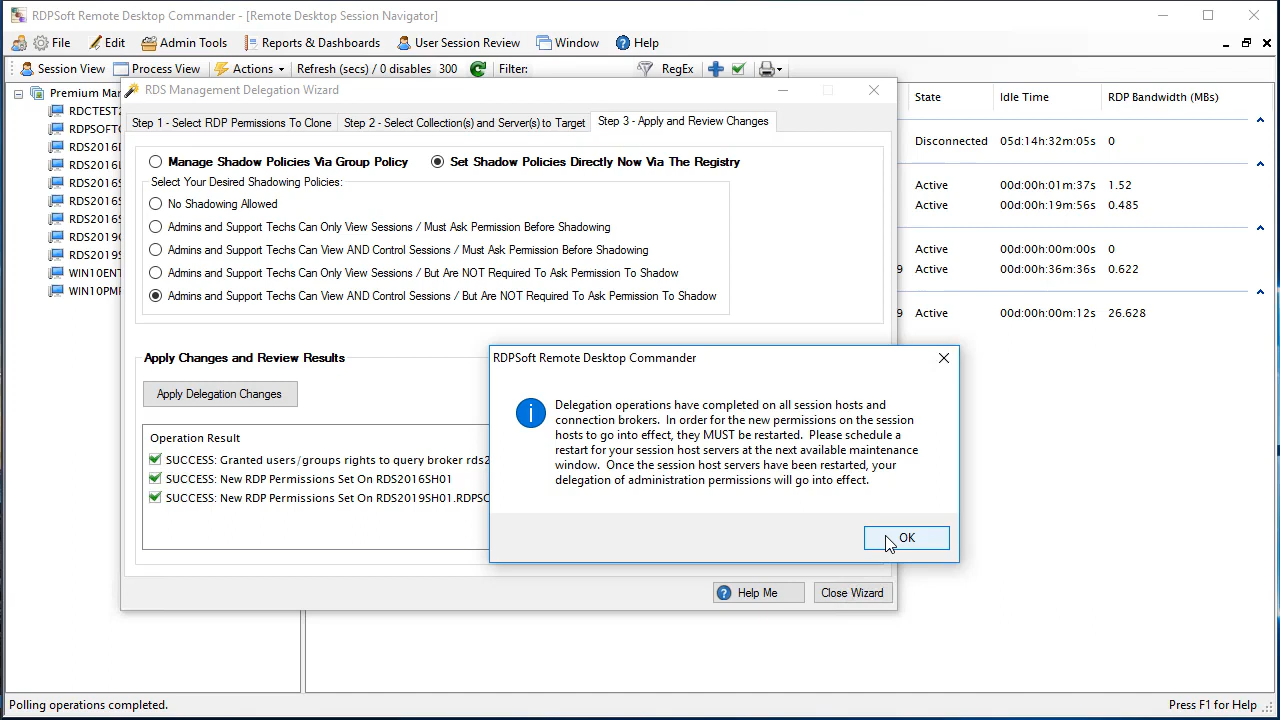 RDPSoft Remote Desktop Commander - [Remote Desktop Session Navigator]
File Edit Admin Tools Reports & Dashboards User Session Review Window Help
Session View Process View Actions Refresh (secs) / 0 disables 300 Filter: RegEx
Premium Mar
RDCTEST2
RDPSOFTC
RDS2016
RDS2016
RDS2016S
RDS2016S
RDS2016S
RDS2019
RDS2019S
WIN10ENT
WIN10PMP
RDS Management Delegation Wizard
Step 1 - Select RDP Permissions To Clone
Step 2 - Select Collection(s) and Server(s) to Target
Step 3 - Apply and Review Changes
Manage Shadow Policies Via Group Policy
Set Shadow Policies Directly Now Via The Registry
Select Your Desired Shadowing Policies:
No Shadowing Allowed
Admins and Support Techs Can Only View Sessions / Must Ask Permission Before Shadowing
Admins and Support Techs Can View AND Control Sessions / Must Ask Permission Before Shadowing
Admins and Support Techs Can Only View Sessions / But Are NOT Required To Ask Permission To Shadow
Admins and Support Techs Can View AND Control Sessions / But Are NOT Required To Ask Permission To Shadow
Apply Changes and Review Results
Apply Delegation Changes
Operation Result
SUCCESS: Granted users/groups rights to query broker rds2
SUCCESS: New RDP Permissions Set On RDS2016SH01
SUCCESS: New RDP Permissions Set On RDS2019SH01.RDPSO
Help Me
Close Wizard
RDPSoft Remote Desktop Commander
Delegation operations have completed on all session hosts and
connection brokers. In order for the new permissions on the session
hosts to go into effect, they MUST be restarted. Please schedule a
restart for your session host servers at the next available maintenance
window. Once the session host servers have been restarted, your
delegation of administration permissions will go into effect.
OK
State Idle Time RDP Bandwidth (MBs)
Disconnected 05d:14h:32m:05s 0
Active 00d:00h:01m:37s 1.52
Active 00d:00h:19m:56s 0.485
Active 00d:00h:00m:00s 0
9 Active 00d:00h:36m:36s 0.622
9 Active 00d:00h:00m:12s 26.628
Polling operations completed.
Press F1 for Help